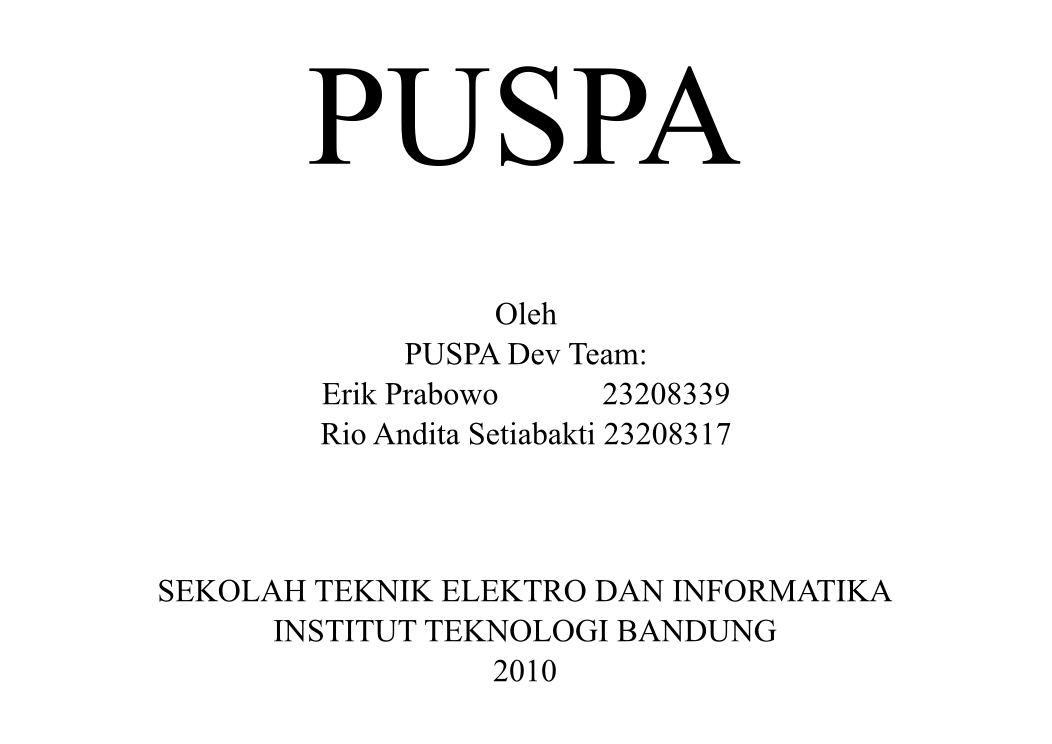 PUSPA
Oleh
PUSPA Dev Team:
Erik Prabowo 23208339
Rio Andita Setiabakti 23208317
SEKOLAH TEKNIK ELEKTRO DAN INFORMATIKA
INSTITUT TEKNOLOGI BANDUNG
2010